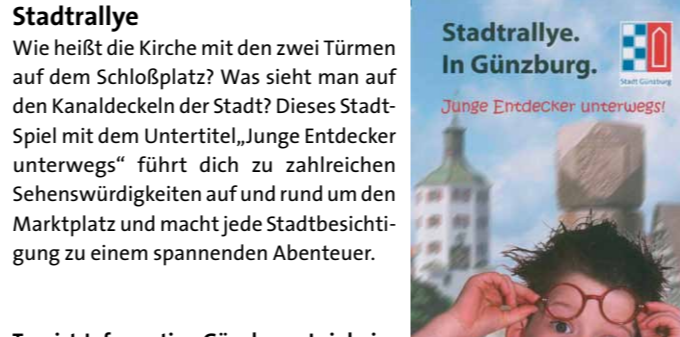 Stadtrallye
Wie heißt die Kirche mit den zwei Türmen
auf dem Schloßplatz? Was sieht man auf
den Kanaldeckeln der Stadt? Dieses Stadt-
Spiel mit dem Untertitel„Junge Entdecker
unterwegs“ führt dich zu zahlreichen
Sehenswürdigkeiten auf und rund um den
Marktplatz und macht jede Stadtbesichti-
gung zu einem spannenden Abenteuer.
Stadtrallye.
In Günzburg.
Stadt Günzburg
Junge Entdecker unterwegs!